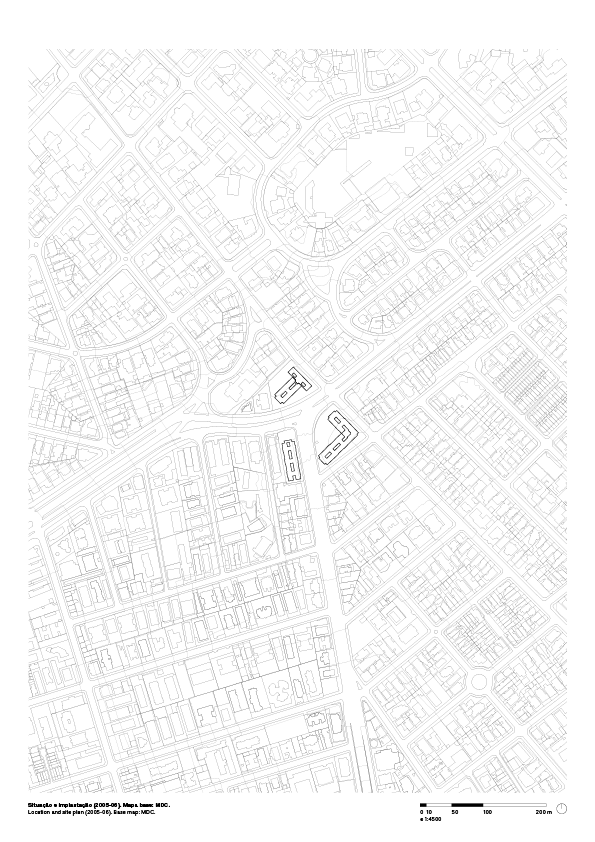 Situação e Implantação (2005-06). Mapa base: MDC.
Location and site plan (2005-06). Base map: MDC.
0 10 50 100 200 m
e 1:4500